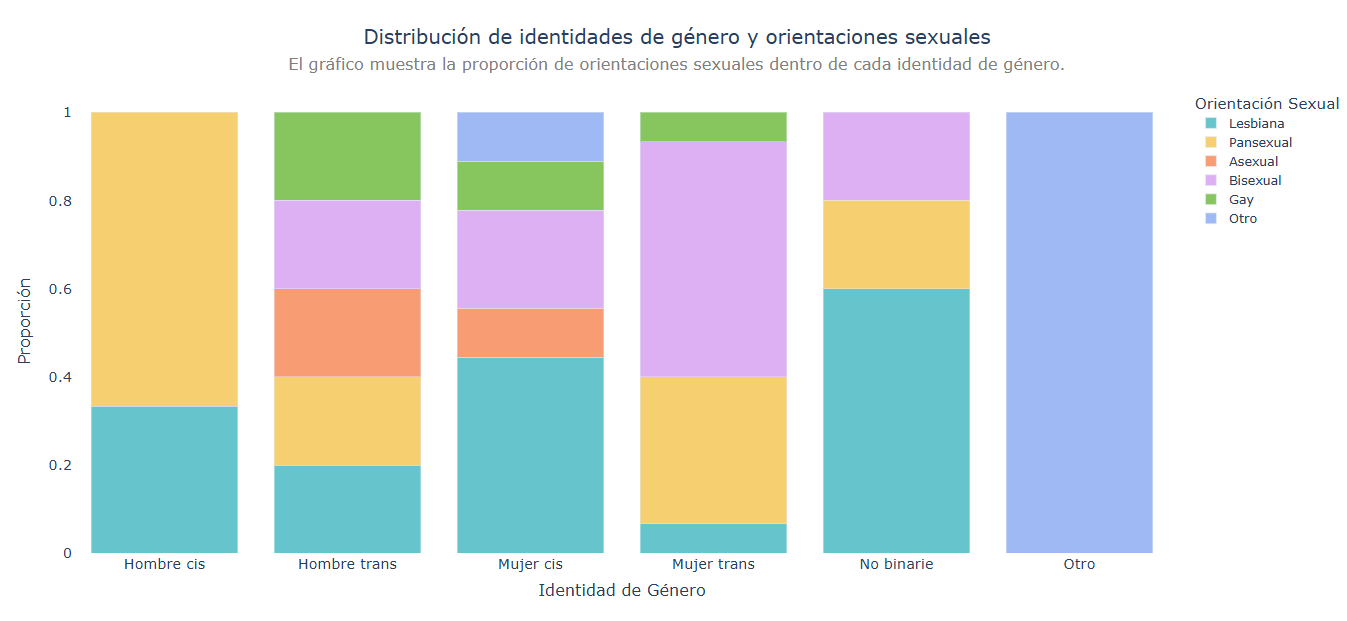 Distribución de identidades de género y orientaciones sexuales
El gráfico muestra la proporción de orientaciones sexuales dentro de cada identidad de género.
Orientación Sexual
Lesbiana
Pansexual
Asexual
Bisexual
Gay
Otro
Proporción
1
0.8
0.6
0.4
0.2
0
Hombre cis
Hombre trans
Mujer cis
Mujer trans
No binarie
Otro
Identidad de Género